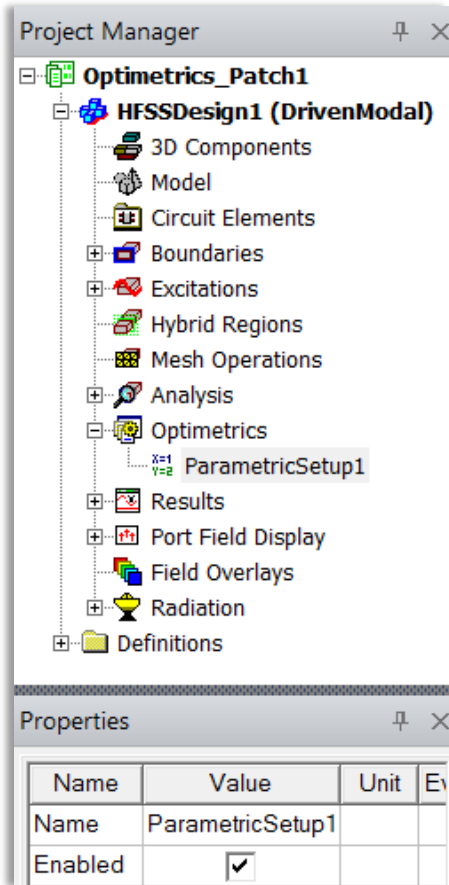 Project Manager
Optimetrics_Patch1
HFSSDesign1 (DrivenModal)
3D Components
Model
Circuit Elements
Boundaries
Excitations
Hybrid Regions
Mesh Operations
Analysis
Optimetrics
X=1
Y=2
ParametricSetup1
Results
Port Field Display
Field Overlays
Radiation
Definitions
Properties
Name Value Unit
Name ParametricSetup1
Enabled